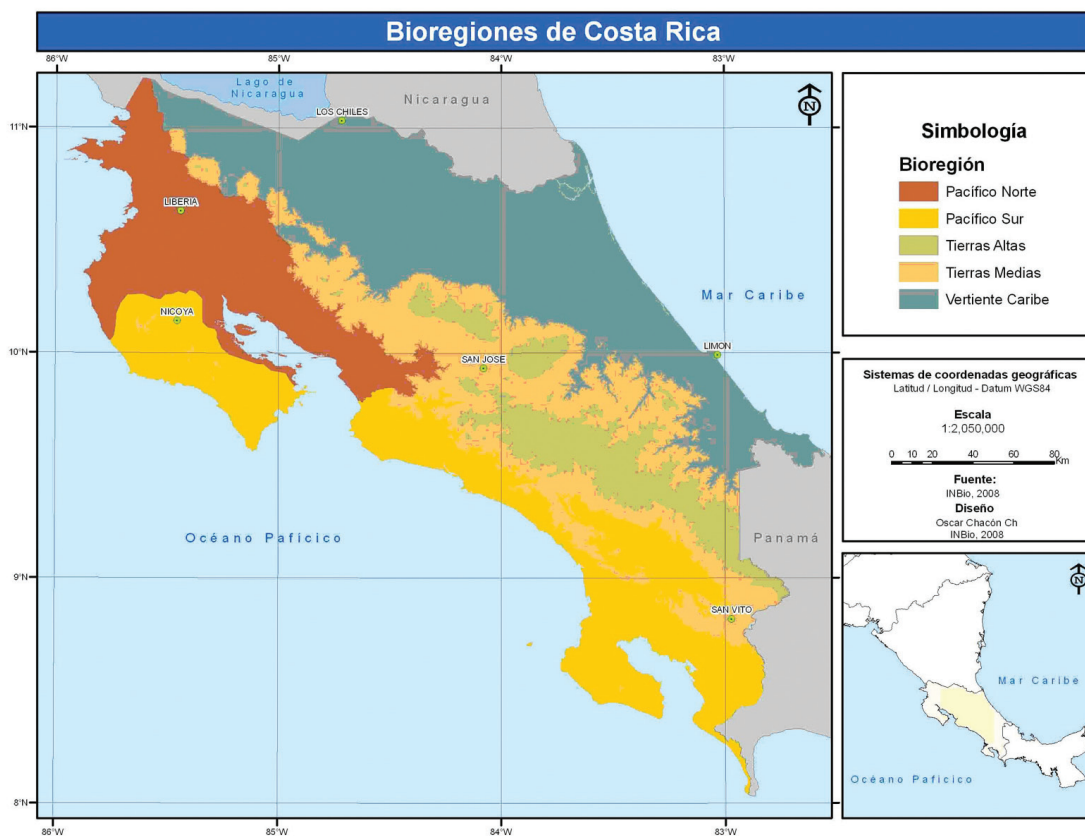 Bioregiones de Costa Rica
86°W
85°W
84°W
83°W
Lago de
Nicaragua
Nicaragua
LOS CHILES
N
11°N
LIBERIA
NICOYA
Mar Caribe
10°N
SAN JOSE
LIMON
Océano Paficico
Panamá
9°N
SAN VITO
8°N
86°W
85°W
84°W
83°W
Simbología
Bioregión
Pacífico Norte
Pacífico Sur
Tierras Altas
Tierras Medias
Vertiente Caribe
Sistemas de coordenadas geográficas
Latitud / Longitud - Datum WGS84
Escala
1:2,050,000
0 10 20 40 60 80
Km
Fuente:
INBio, 2008
Diseño
Oscar Chacón Ch
INBio, 2008
N
Mar Caribe
Océano Paficico